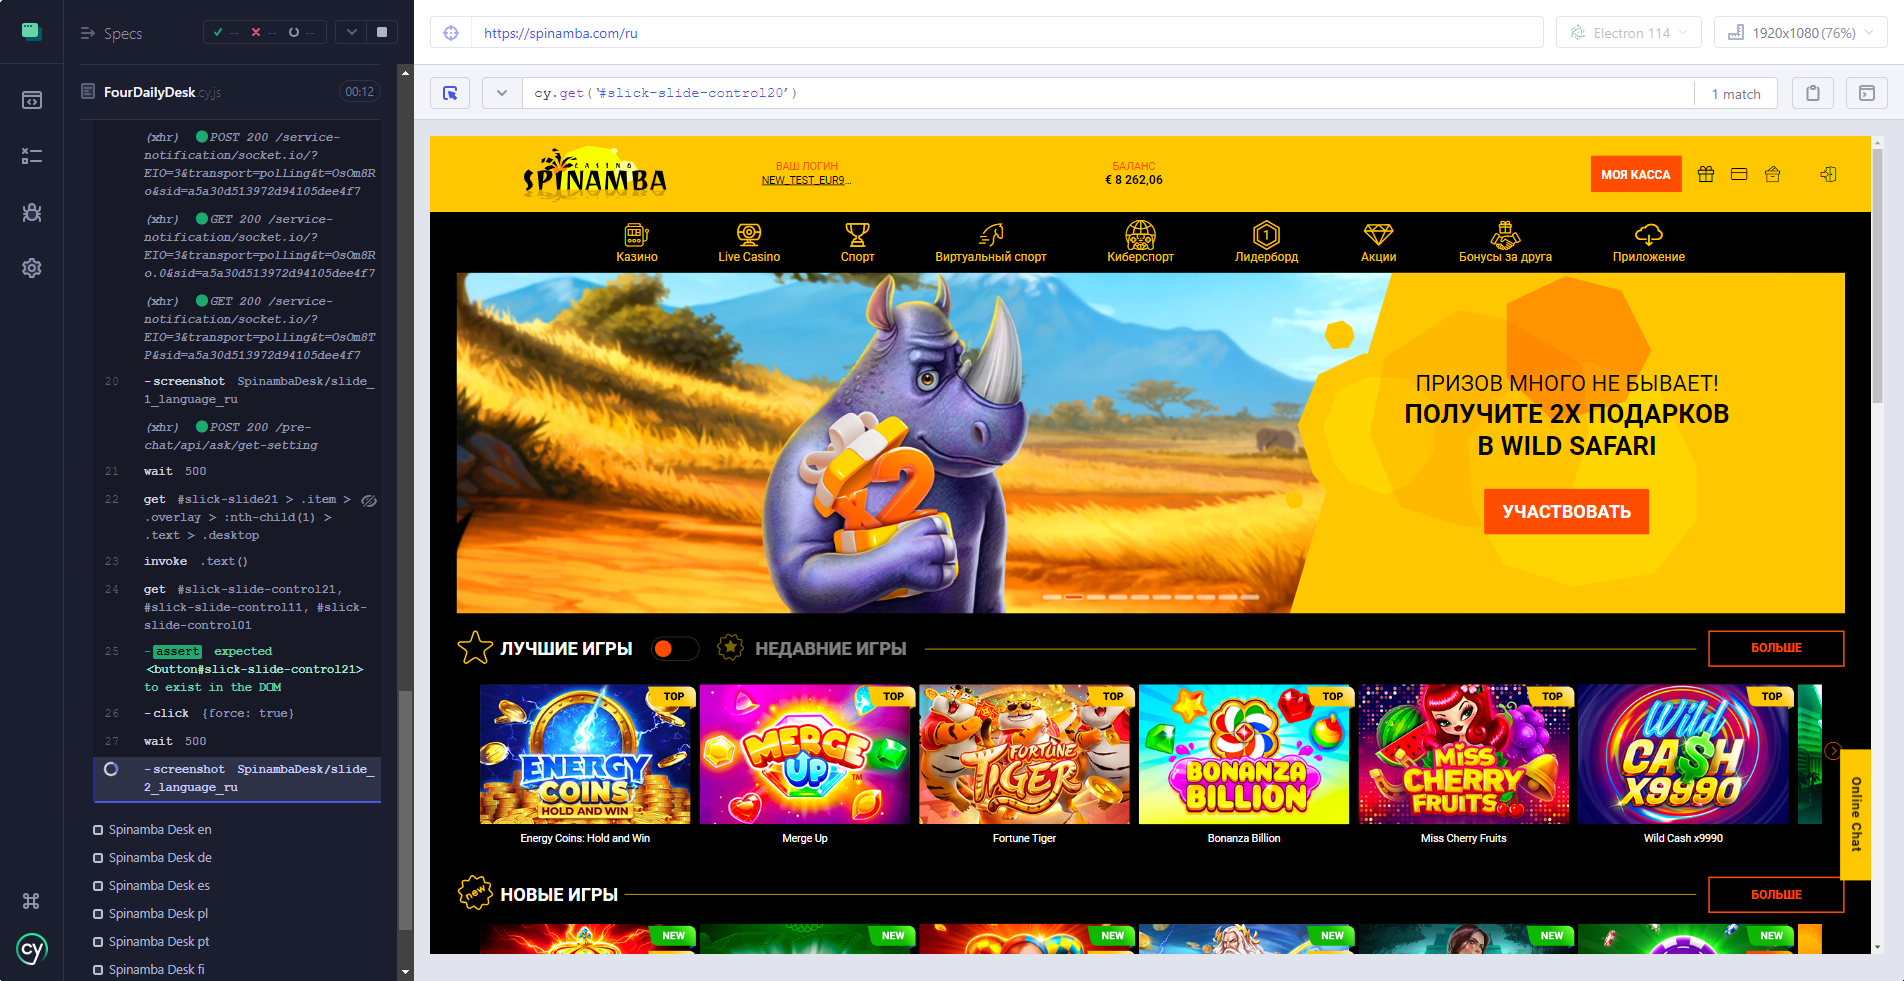 Specs
-- -- --
https://spinamba.com/ru
Electron 114
1920x1080 (76%)
FourDailyDesk.cy.js
00:12
cy.get('#slick-slide-control20')
1 match
(xhr) POST 200 /service-
notification/socket.io/?
EIO=3&transport=polling&t=OsOm8R
o&sid=a5a30d513972d94105dee4f7
(xhr) GET 200 /service-
notification/socket.io/?
EIO=3&transport=polling&t=OsOm8R
o.0&sid=a5a30d513972d94105dee4f7
(xhr) GET 200 /service-
notification/socket.io/?
EIO=3&transport=polling&t=OsOm8T
P&sid=a5a30d513972d94105dee4f7
20 -screenshot SpinambaDesk/slide_
1_language_ru
(xhr) POST 200 /pre-
chat/api/ask/get-setting
21 wait 500
22 get #slick-slide21 > .item >
.overlay > :nth-child(1) >
.text > .desktop
23 invoke .text()
24 get #slick-slide-control21,
#slick-slide-control11, #slick-
slide-control01
25 -assert expected
<button#slick-slide-control21>
to exist in the DOM
26 -click {force: true}
27 wait 500
-screenshot SpinambaDesk/slide_
2_language_ru
Spinamba Desk en
Spinamba Desk de
Spinamba Desk es
Spinamba Desk pl
Spinamba Desk pt
Spinamba Desk fi
cy
CASINO
SPINAMBA
ВАШ ЛОГИН
NEW_TEST_EUR9...
БАЛАНС
€ 8 262,06
МОЯ КАССА
Казино
Live Casino
Спорт
Виртуальный спорт
Киберспорт
1
Лидерборд
Акции
Бонусы за друга
Приложение
x2
ПРИЗОВ МНОГО НЕ БЫВАЕТ!
ПОЛУЧИТЕ 2X ПОДАРКОВ
В WILD SAFARI
УЧАСТВОВАТЬ
ЛУЧШИЕ ИГРЫ
НЕДАВНИЕ ИГРЫ
БОЛЬШЕ
TOP
TOP
TOP
TOP
TOP
TOP
ENERGY
COINS
HOLD AND WIN
MERGE
UP
FORTUNE
TIGER
BONANZA
BILLION
MISS
CHERRY
FRUITS
Wild
CA$H
X9990
Energy Coins: Hold and Win
Merge Up
Fortune Tiger
Bonanza Billion
Miss Cherry Fruits
Wild Cash x9990
Online Chat
new
НОВЫЕ ИГРЫ
БОЛЬШЕ
NEW
NEW
NEW
NEW
NEW
NEW